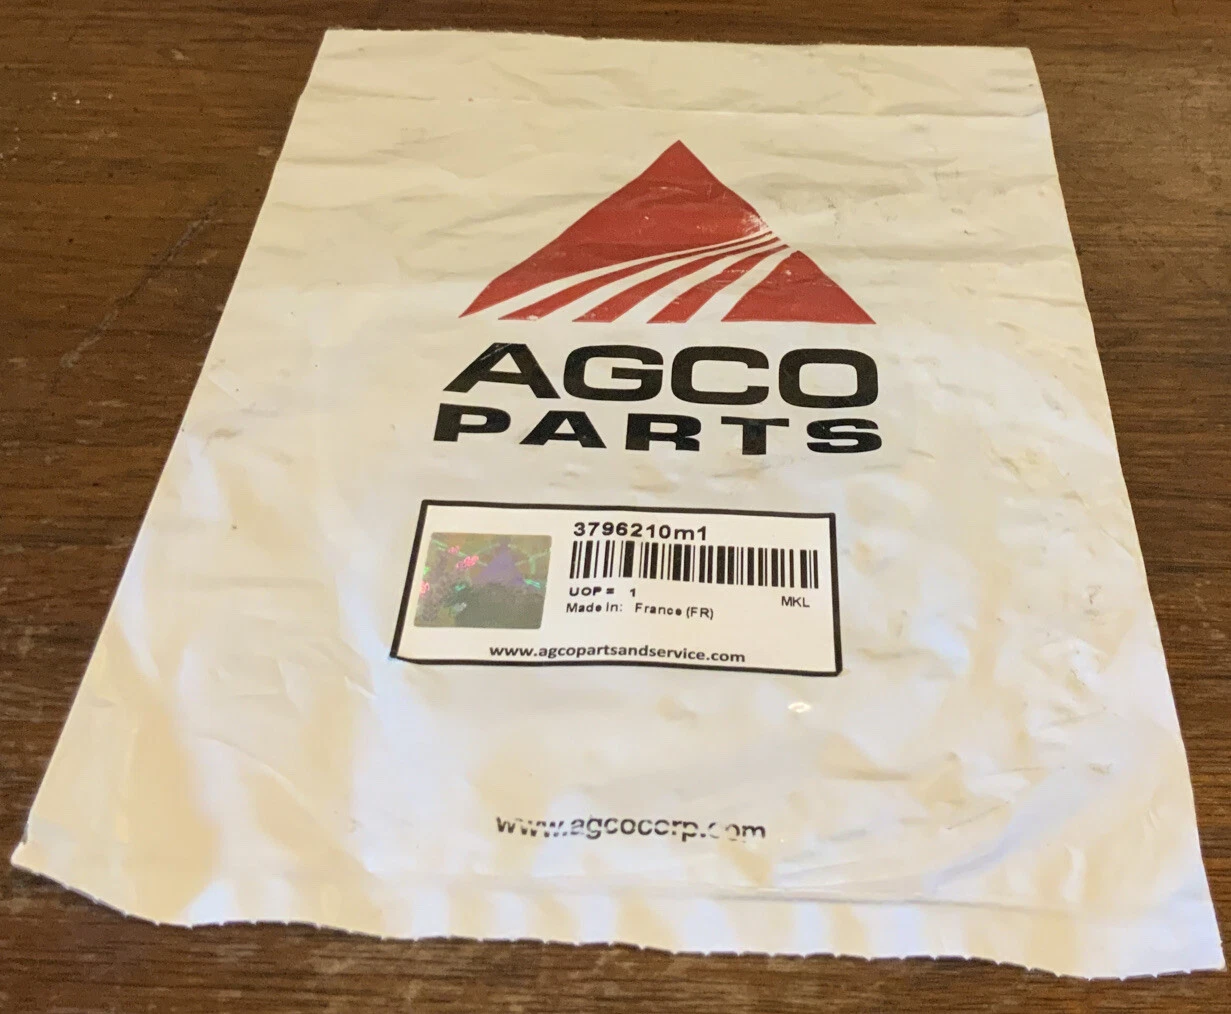 AGCO
PARTS
3796210m1
UOP = 1
MKL
Made in: France (FR)
www.agcopartsandservice.com
www.agcocorp.com